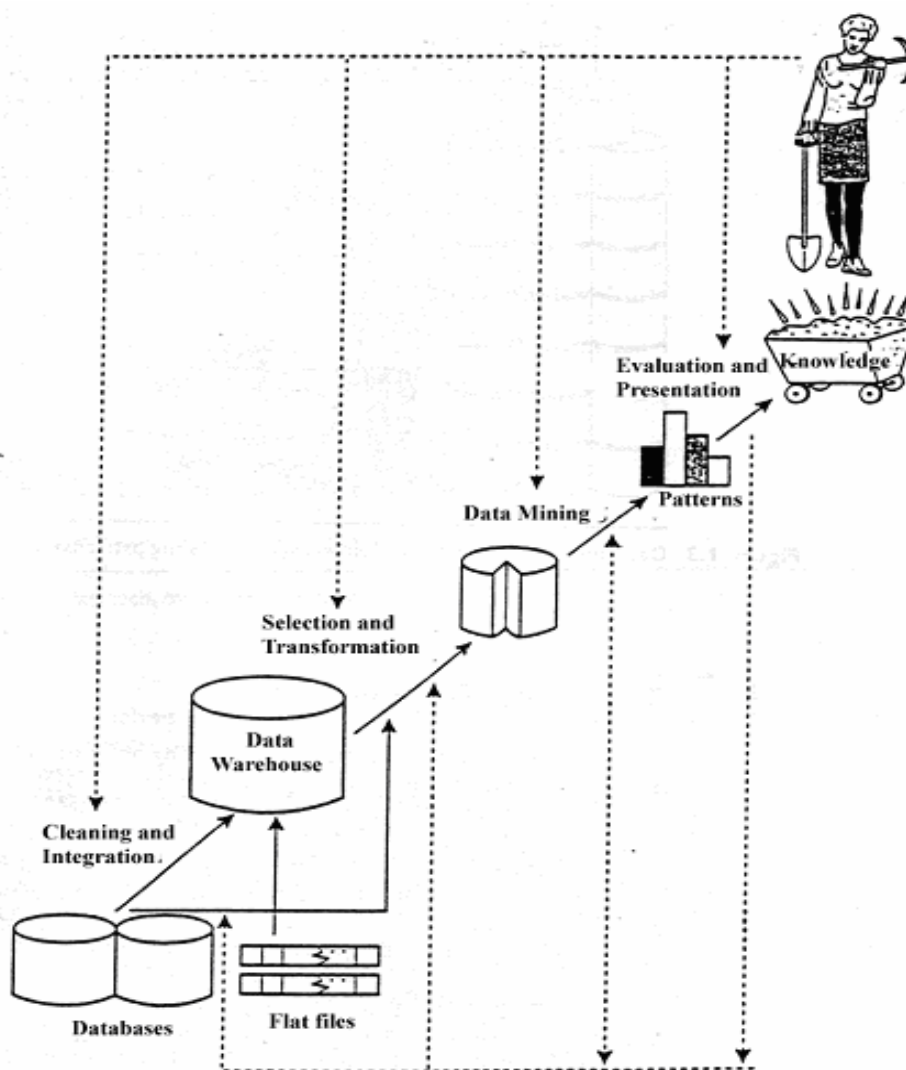 Evaluation and
Presentation
Knowledge
Patterns
Data Mining
Selection and
Transformation
Data
Warehouse
Cleaning and
Integration
Databases
Flat files